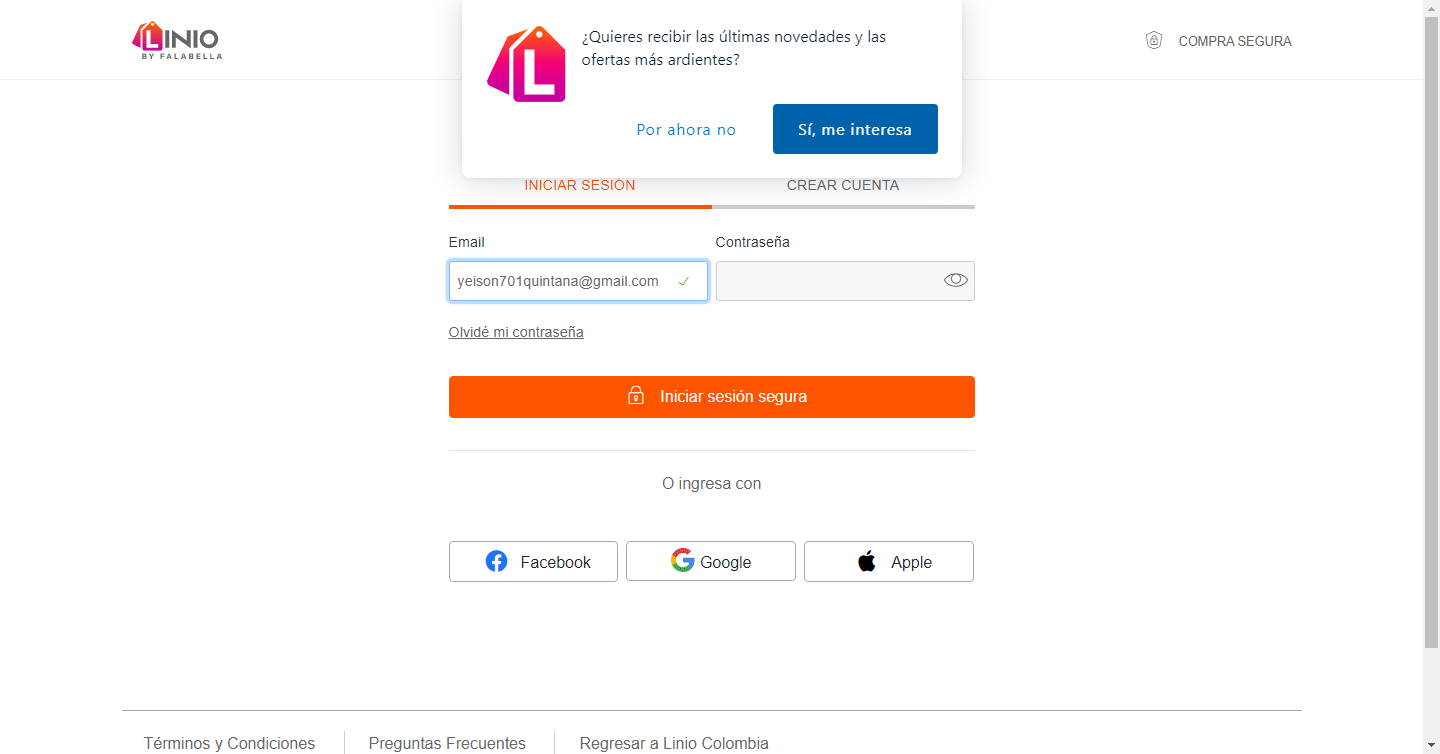 LINIO
BY FALABELLA
¿Quieres recibir las últimas novedades y las
ofertas más ardientes?
Por ahora no
Sí, me interesa
COMPRA SEGURA
INICIAR SESIÓN
CREAR CUENTA
Email
Contraseña
yeison701quintana@gmail.com
Olvidé mi contraseña
Iniciar sesión segura
O ingresa con
Facebook
Google
Apple
Términos y Condiciones
Preguntas Frecuentes
Regresar a Linio Colombia